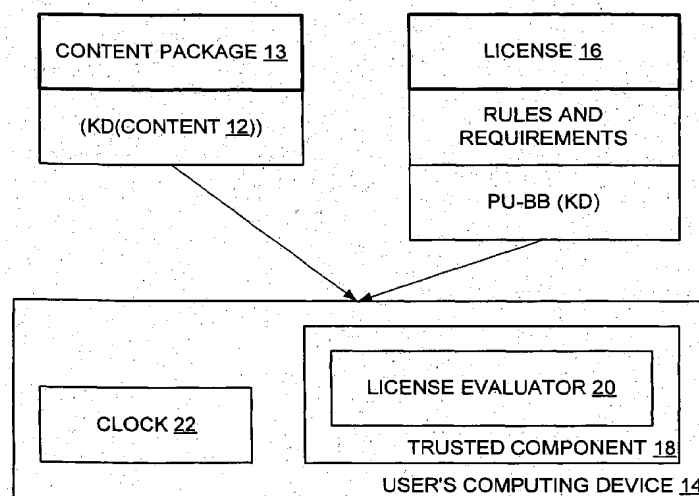 CONTENT PACKAGE 13
(KD(CONTENT 12))
LICENSE 16
RULES AND
REQUIREMENTS
PU-BB (KD)
CLOCK 22
LICENSE EVALUATOR 20
TRUSTED COMPONENT 18
USER'S COMPUTING DEVICE 14